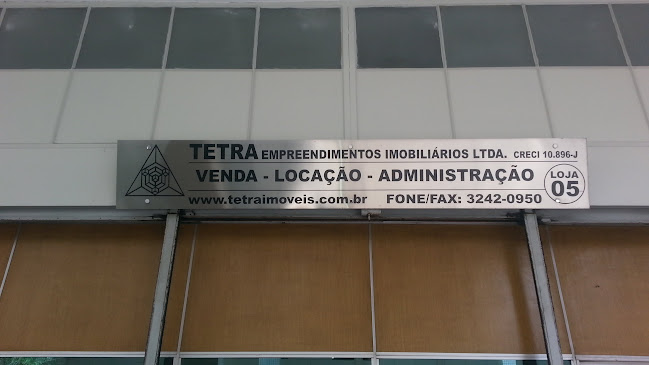 TETRA EMPREENDIMENTOS IMOBILIÁRIOS LTDA. CRECI 10.896-J
VENDA - LOCAÇÃO - ADMINISTRAÇÃO
www.tetraimoveis.com.br FONE/FAX: 3242-0950
LOJA
05